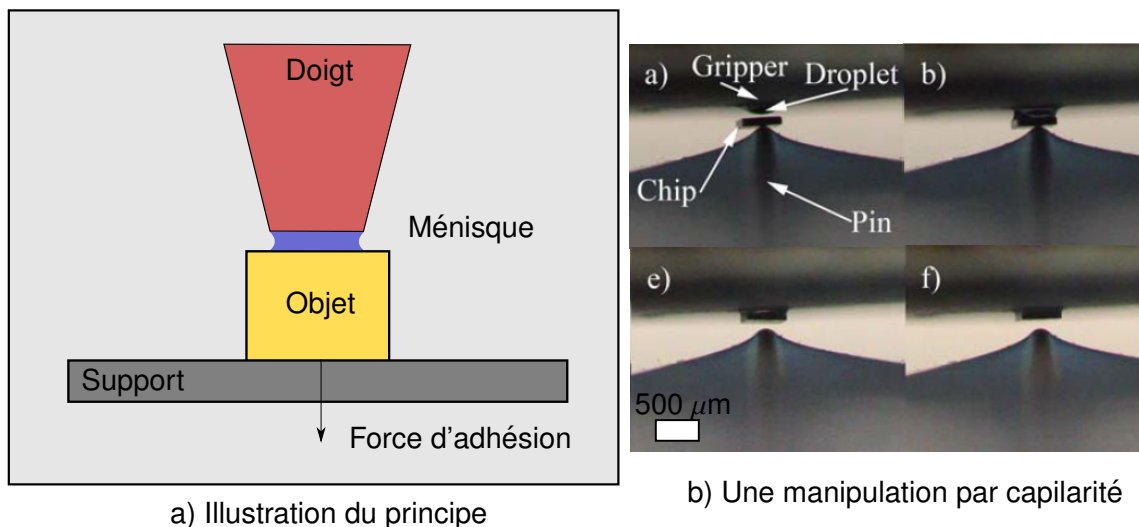 Doigt
Ménisque
Objet
Support
Force d'adhésion
a) Illustration du principe
a)
Gripper
Droplet
b)
Chip
Pin
e)
f)
500 μm
b) Une manipulation par capilarité